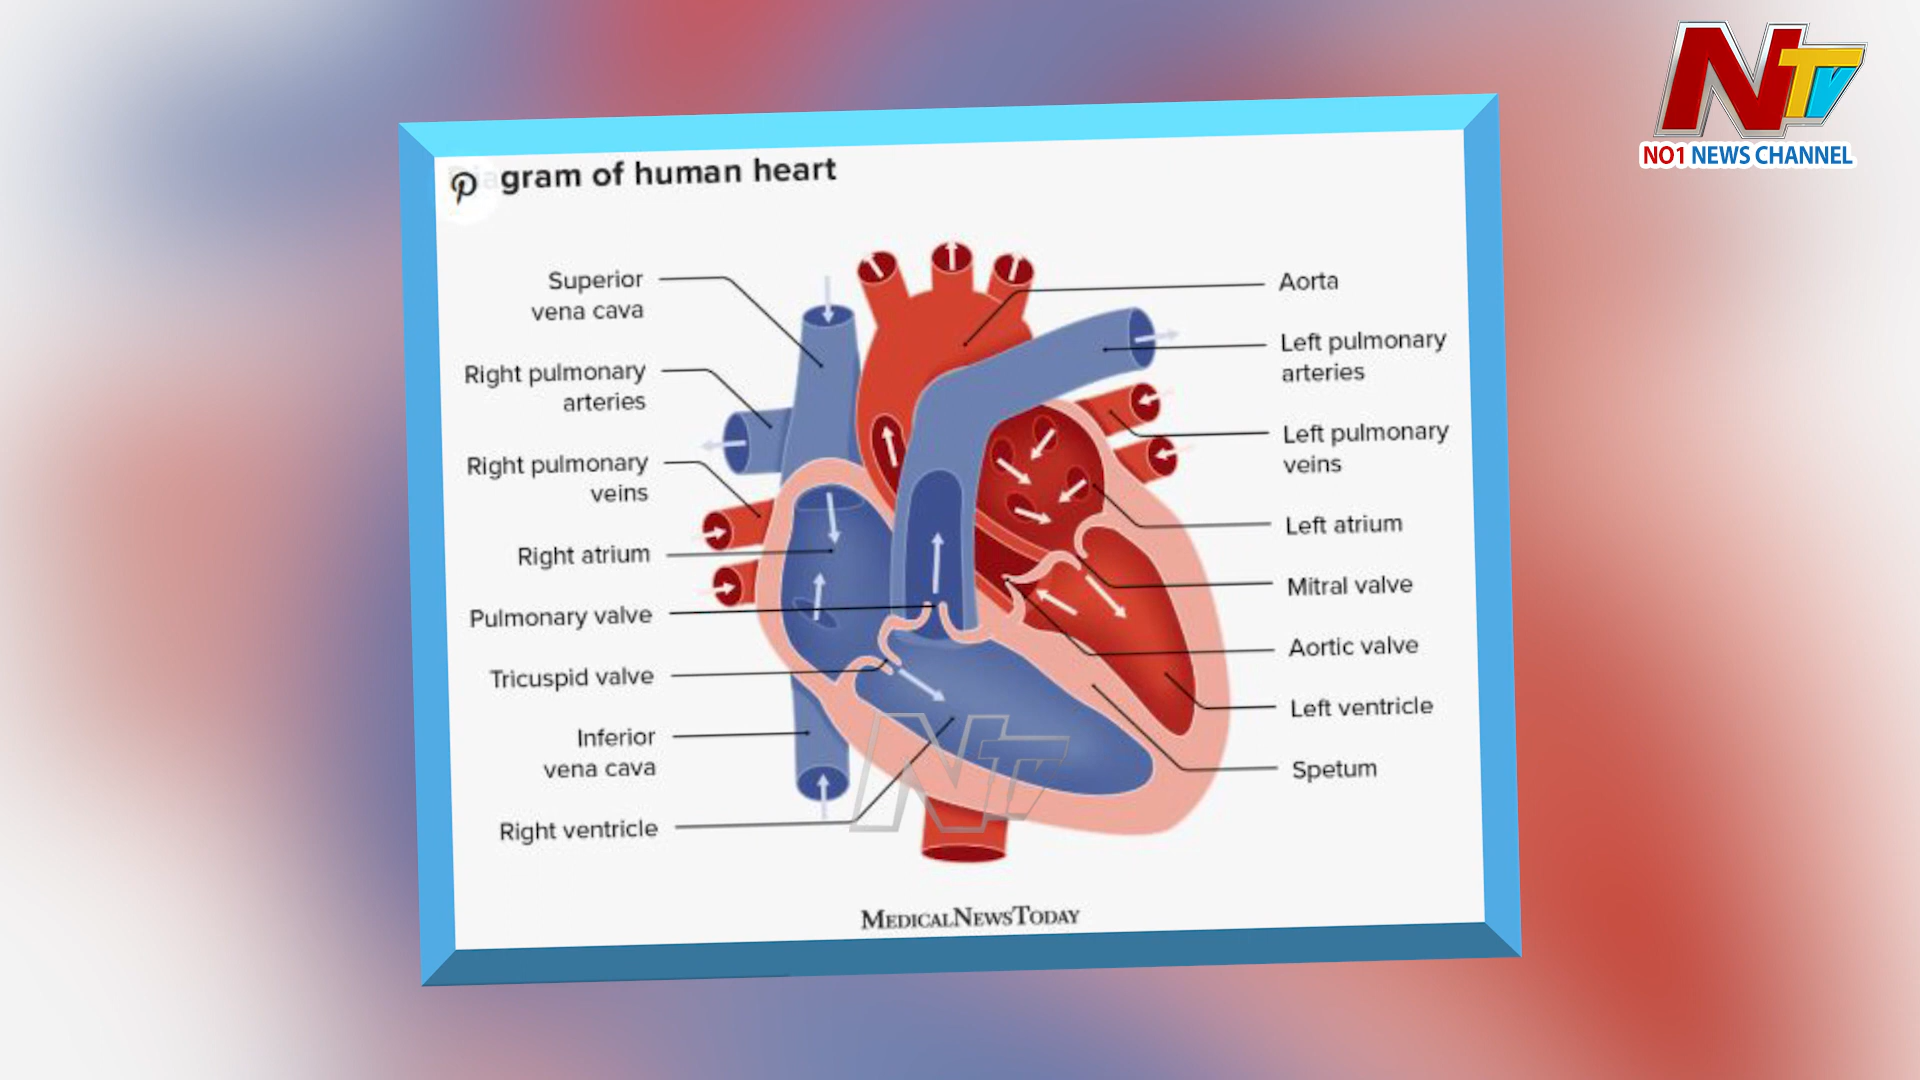 gram of human heart
Superior
vena cava
Right pulmonary
arteries
Right pulmonary
veins
Right atrium
Pulmonary valve
Tricuspid valve
Inferior
vena cava
Right ventricle
Aorta
Left pulmonary
arteries
Left pulmonary
veins
Left atrium
Mitral valve
Aortic valve
Left ventricle
Spetum
MEDICALNEWSTODAY
NTV
NTV
NO1 NEWS CHANNEL